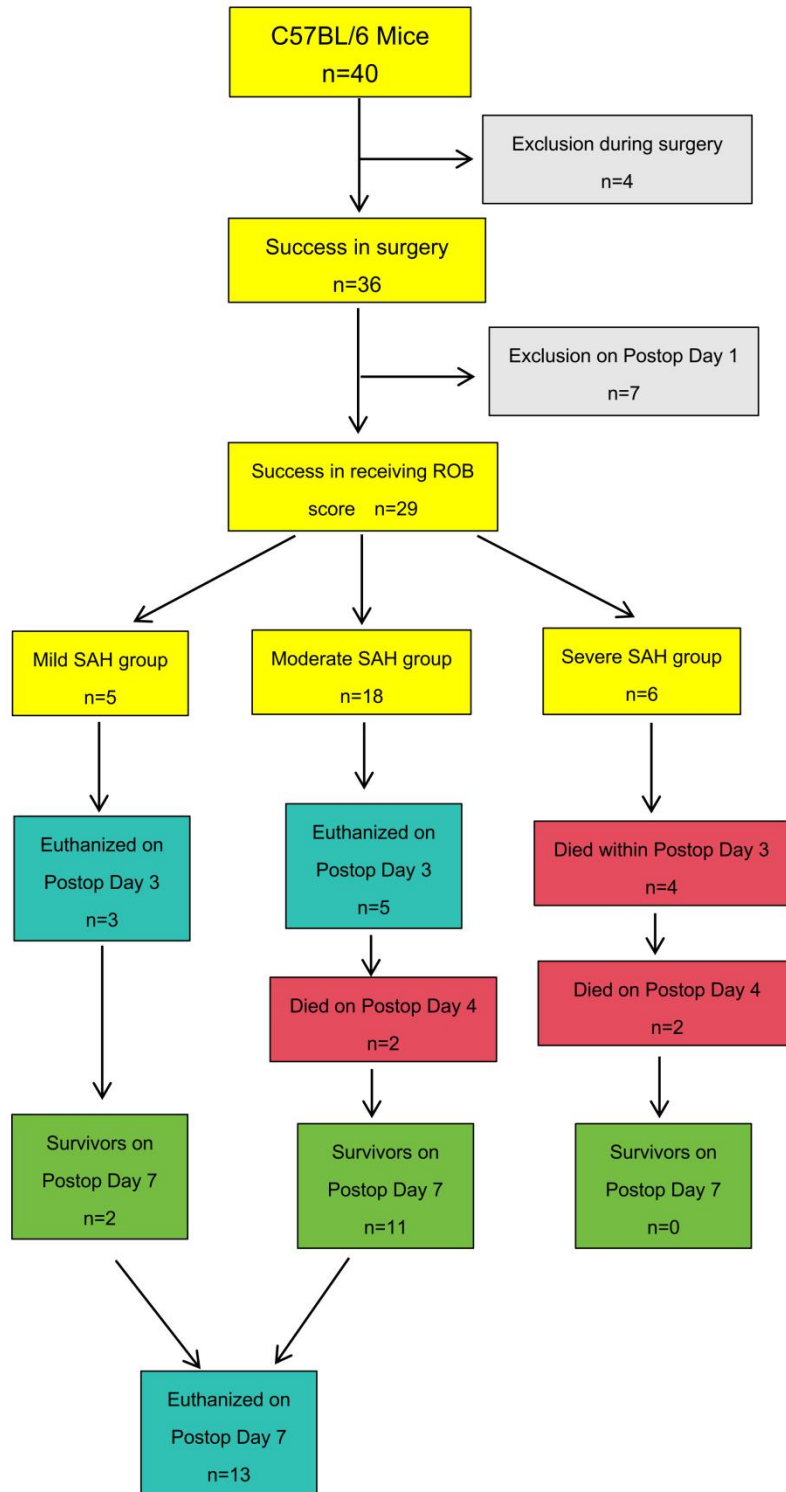 C57BL/6 Mice
n=40
Exclusion during surgery
n=4
Success in surgery
n=36
Exclusion on Postop Day 1
n=7
Success in receiving ROB
score n=29
Mild SAH group
n=5
Moderate SAH group
n=18
Severe SAH group
n=6
Euthanized on
Postop Day 3
n=3
Euthanized on
Postop Day 3
n=5
Died within Postop Day 3
n=4
Died on Postop Day 4
n=2
Died on Postop Day 4
n=2
Survivors on
Postop Day 7
n=2
Survivors on
Postop Day 7
n=11
Survivors on
Postop Day 7
n=0
Euthanized on
Postop Day 7
n=13